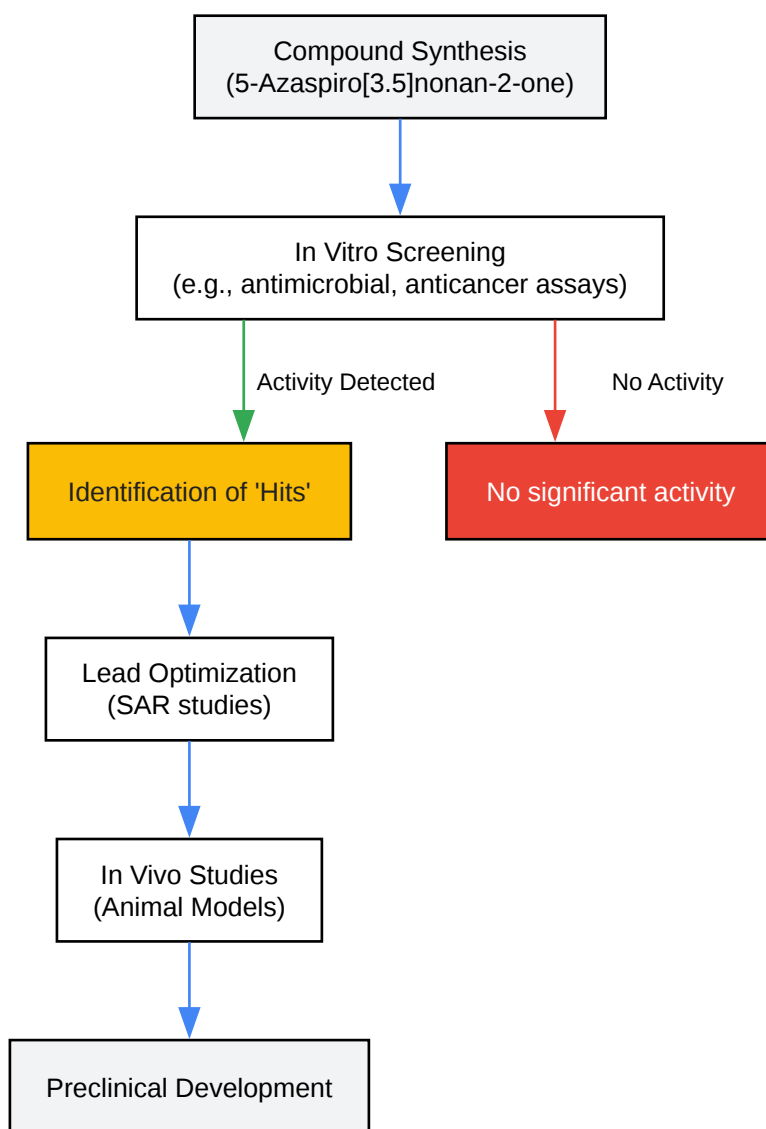 Compound Synthesis
(5-Azaspiro[3.5]nonan-2-one)
In Vitro Screening
(e.g., antimicrobial, anticancer assays)
Activity Detected
No Activity
Identification of 'Hits'
No significant activity
Lead Optimization
(SAR studies)
In Vivo Studies
(Animal Models)
Preclinical Development